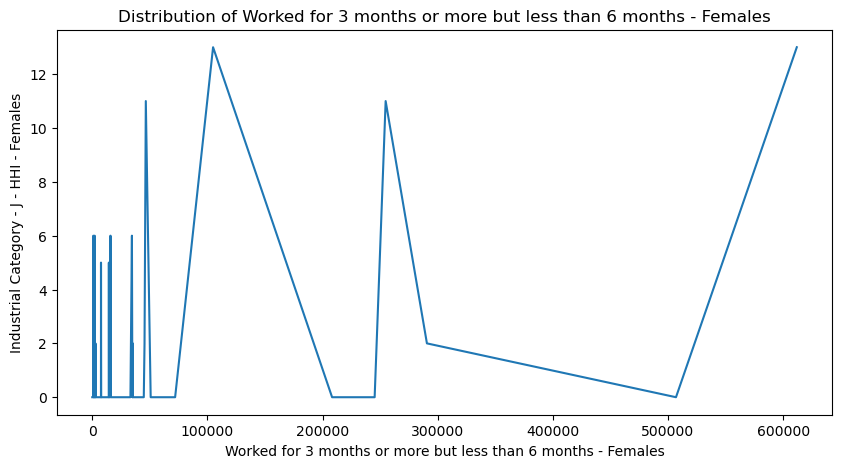 Distribution of Worked for 3 months or more but less than 6 months - Females
Industrial Category - J - HHI - Females
12
10
8
6
4
2
0
0 100000 200000 300000 400000 500000 600000
Worked for 3 months or more but less than 6 months - Females